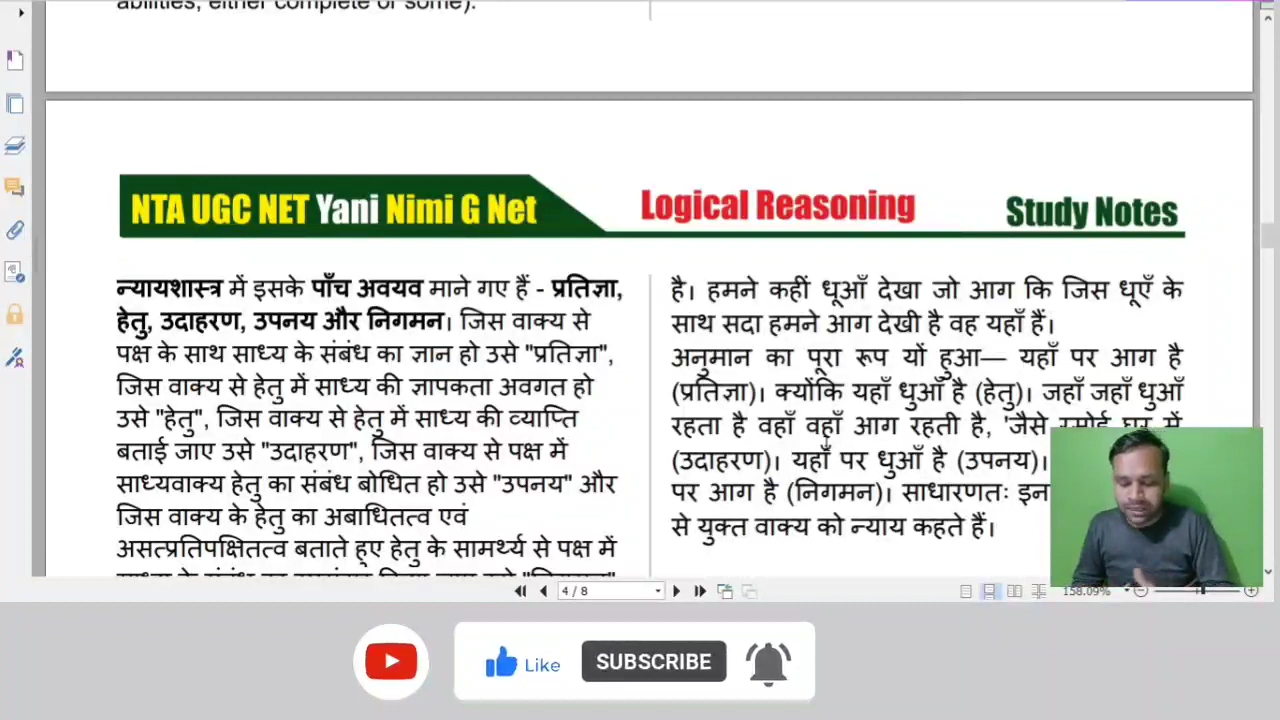 abilities, either complete or some).
NTA UGC NET Yani Nimi G Net
Logical Reasoning
Study Notes
न्यायशास्त्र में इसके पाँच अवयव माने गए हैं - प्रतिज्ञा,
हेतु, उदाहरण, उपनय और निगमन। जिस वाक्य से
पक्ष के साथ साध्य के संबंध का ज्ञान हो उसे "प्रतिज्ञा",
जिस वाक्य से हेतु में साध्य की ज्ञापकता अवगत हो
उसे "हेतु", जिस वाक्य से हेतु में साध्य की व्याप्ति
बताई जाए उसे "उदाहरण", जिस वाक्य से पक्ष में
साध्यवाक्य हेतु का संबंध बोधित हो उसे "उपनय" और
जिस वाक्य के हेतु का अबाधितत्व एवं
असत्प्रतिपक्षितत्व बताते हुए हेतु के सामर्थ्य से पक्ष में
है। हमने कहीं धूआँ देखा जो आग कि जिस धूएँ के
साथ सदा हमने आग देखी है वह यहाँ हैं।
अनुमान का पूरा रूप यों हुआ— यहाँ पर आग है
(प्रतिज्ञा)। क्योंकि यहाँ धुआँ है (हेतु)। जहाँ जहाँ धुआँ
रहता है वहाँ वहाँ आग रहती है, 'जैसे रसोई घर में
(उदाहरण)। यहाँ पर धुआँ है (उपनय)।
पर आग है (निगमन)। साधारणतः इन
से युक्त वाक्य को न्याय कहते हैं।
4 / 8
158.09%
Like
SUBSCRIBE